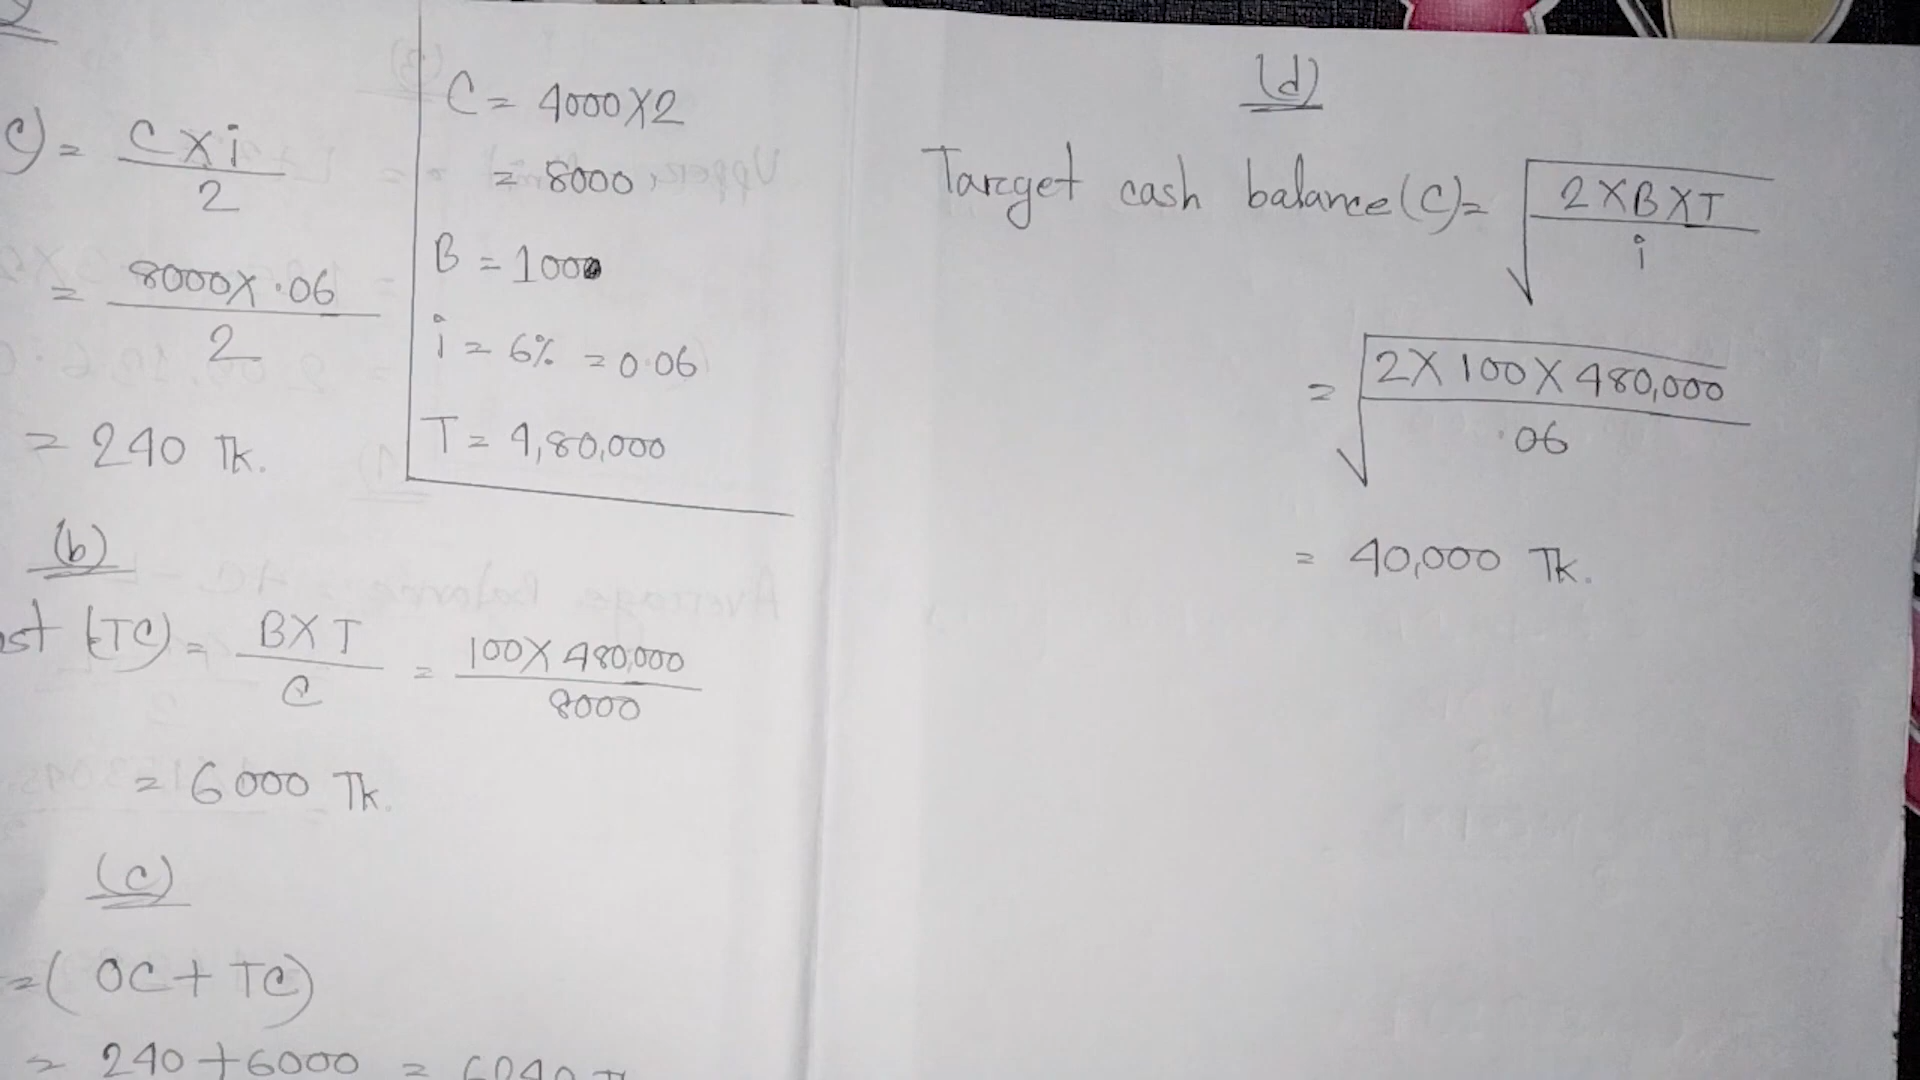 C) = C X i / 2
= 8000 X .06 / 2
= 240 Tk.
C = 4000 X 2
= 8000
B = 100
i = 6% = 0.06
T = 4,80,000
(b)
(TC) = B X T / C = 100 X 480,000 / 8000
= 6000 Tk.
(c)
= (OC + TC)
= 240 + 6000 =
(d)
Target cash balance (C) = √ 2 X B X T / i
= √ 2 X 100 X 480,000 / .06
= 40,000 Tk.